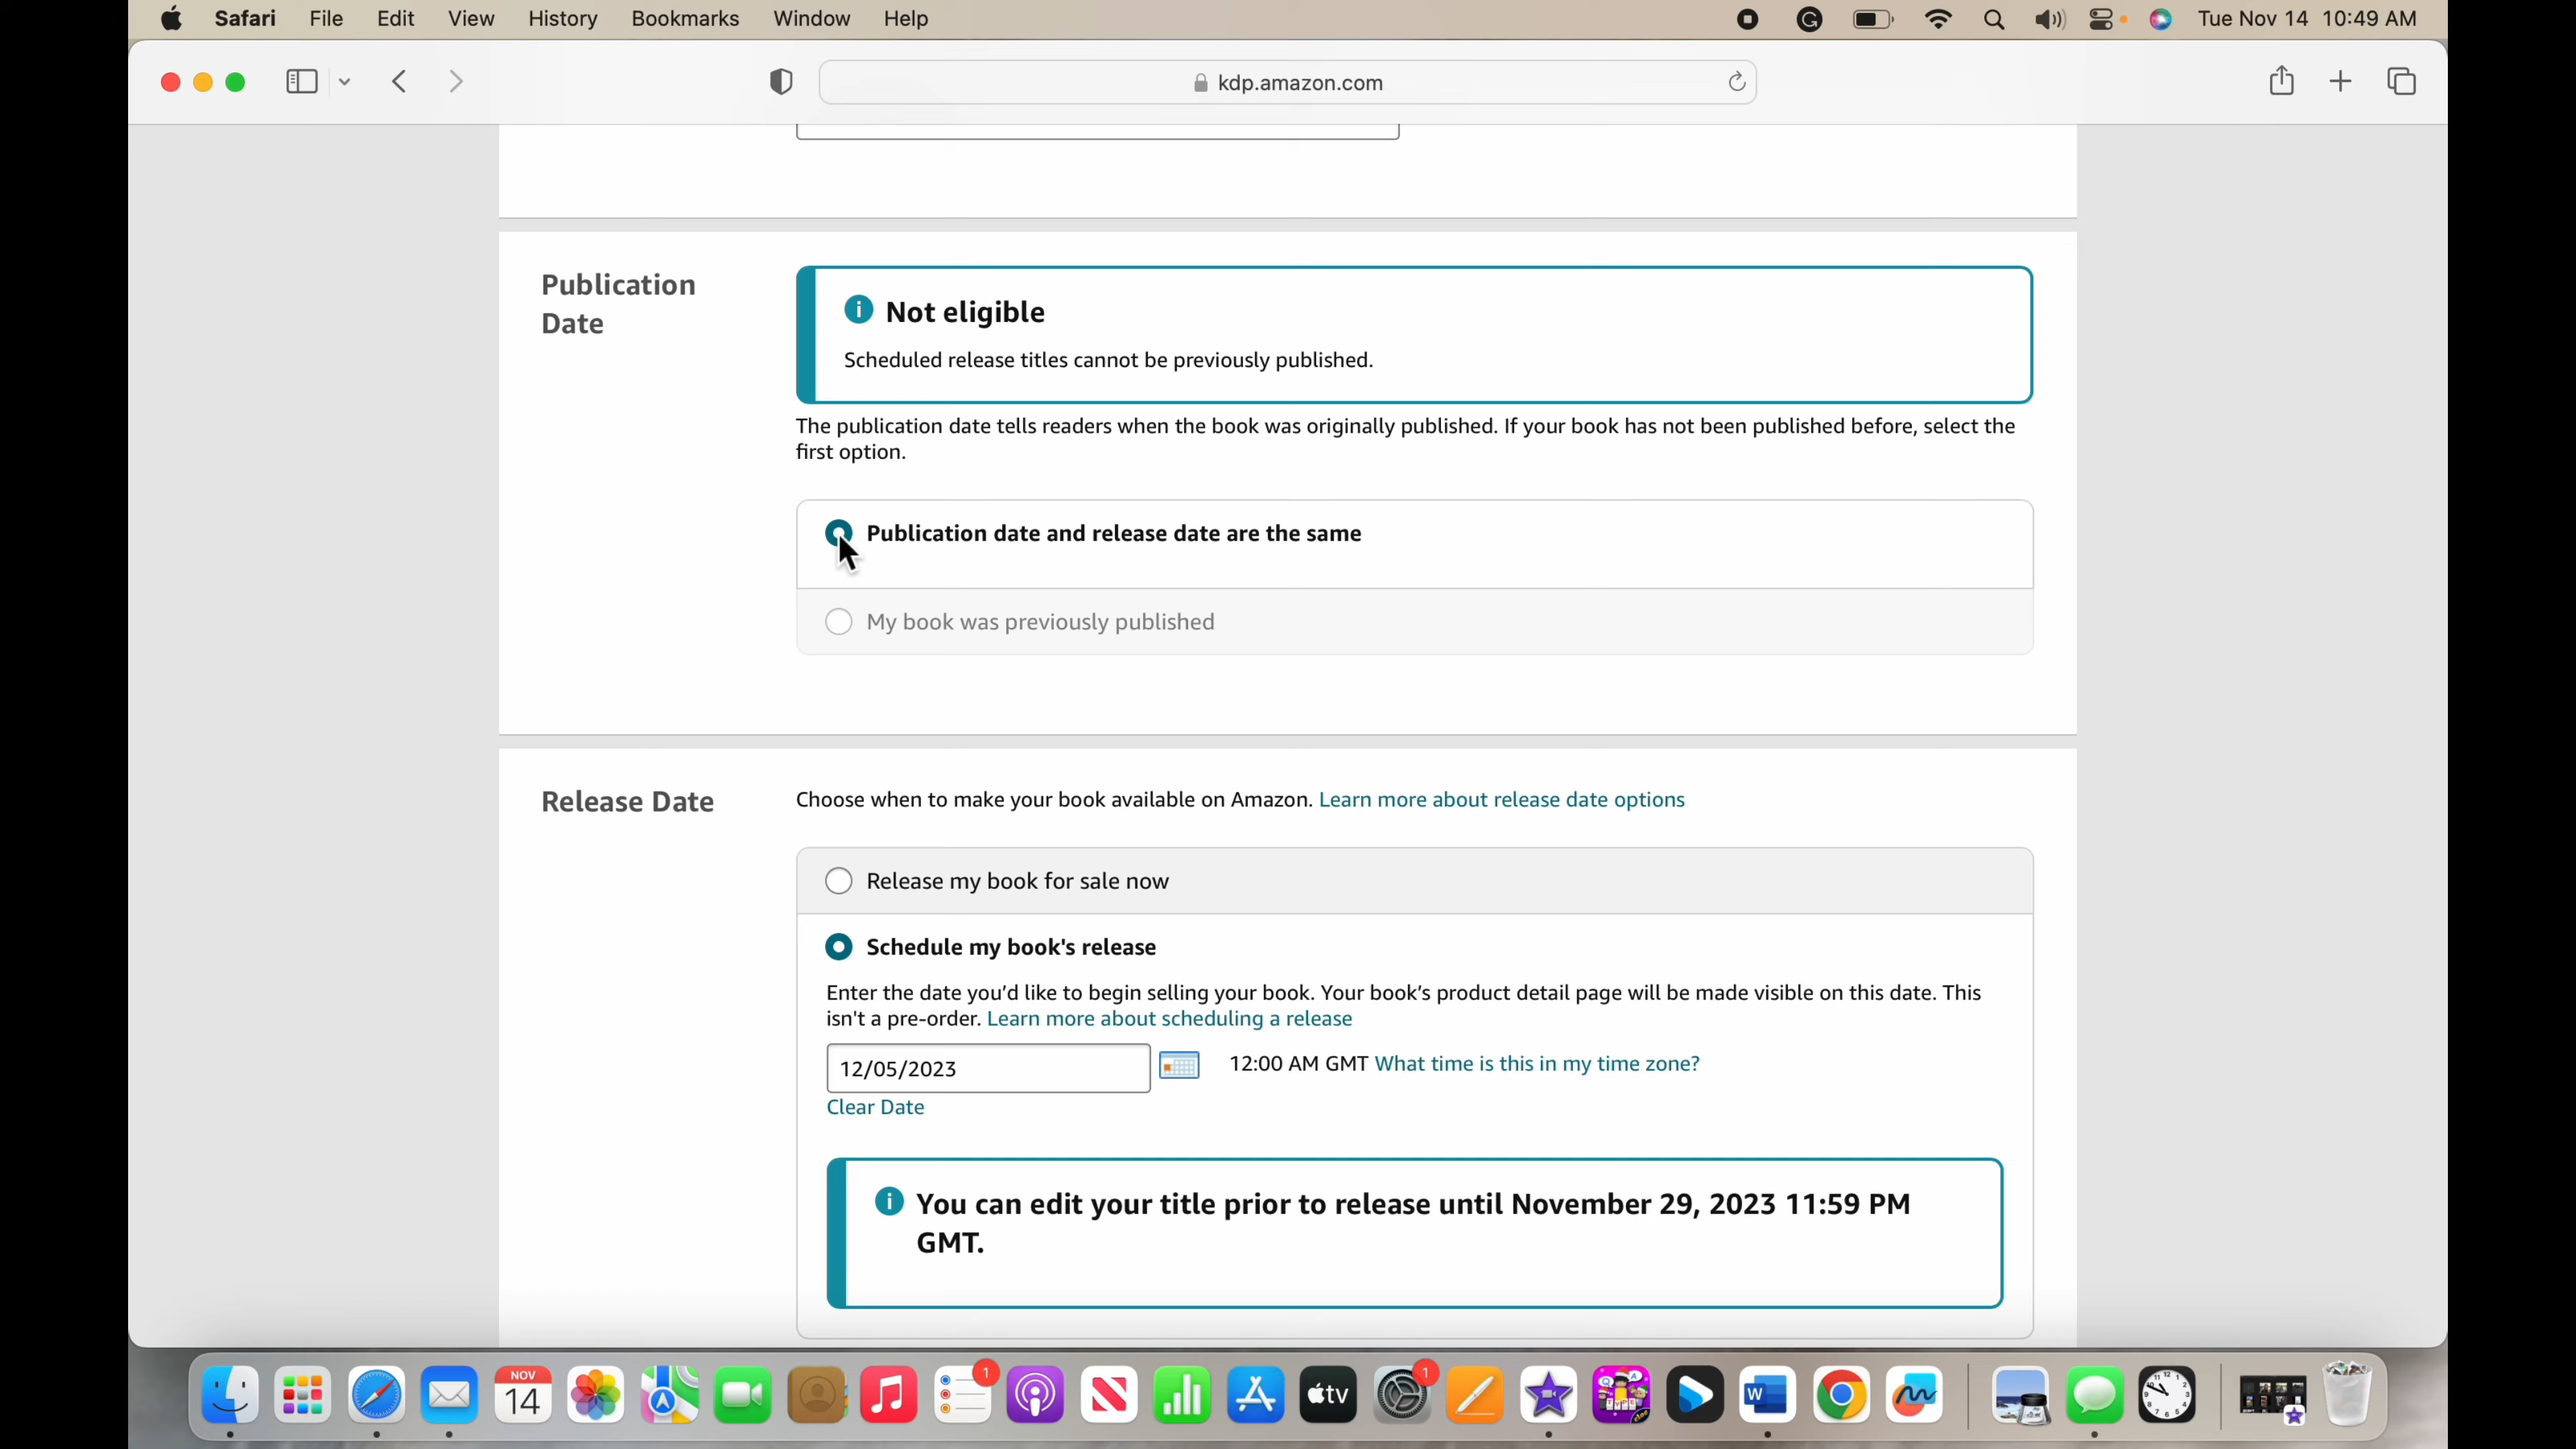 Safari File Edit View History Bookmarks Window Help Tue Nov 14 10:49 AM
kdp.amazon.com
Publication
Date
Not eligible
Scheduled release titles cannot be previously published.
The publication date tells readers when the book was originally published. If your book has not been published before, select the
first option.
Publication date and release date are the same
My book was previously published
Release Date
Choose when to make your book available on Amazon. Learn more about release date options
Release my book for sale now
Schedule my book's release
Enter the date you’d like to begin selling your book. Your book’s product detail page will be made visible on this date. This
isn't a pre-order. Learn more about scheduling a release
12/05/2023
12:00 AM GMT What time is this in my time zone?
Clear Date
You can edit your title prior to release until November 29, 2023 11:59 PM
GMT.
NOV
14
1
tv
1
W